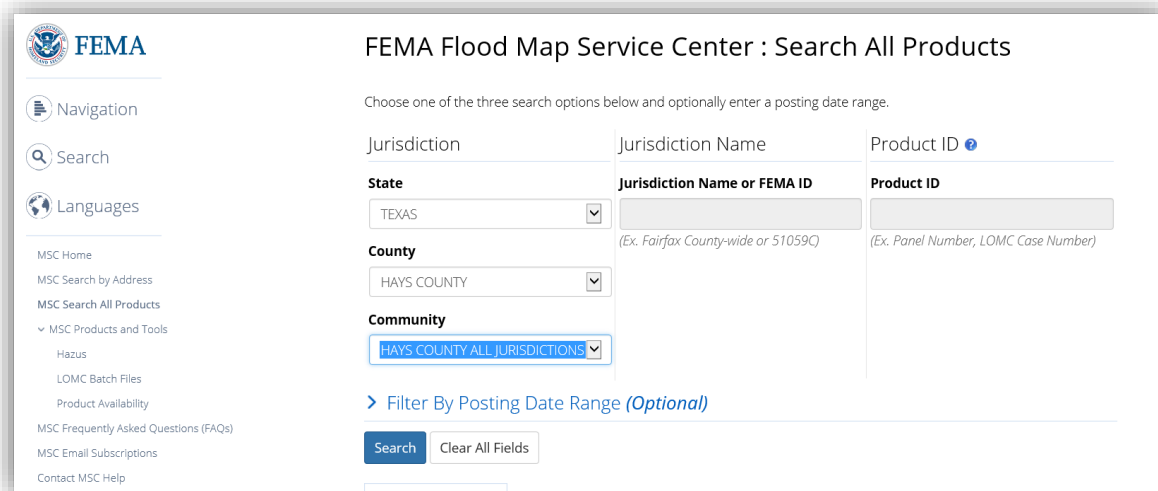 FEMA
Navigation
Search
Languages
MSC Home
MSC Search by Address
MSC Search All Products
MSC Products and Tools
Hazus
LOMC Batch Files
Product Availability
MSC Frequently Asked Questions (FAQs)
MSC Email Subscriptions
Contact MSC Help
FEMA Flood Map Service Center : Search All Products
Choose one of the three search options below and optionally enter a posting date range.
Jurisdiction
State
TEXAS
County
HAYS COUNTY
Community
HAYS COUNTY ALL JURISDICTIONS
Jurisdiction Name
Jurisdiction Name or FEMA ID
(Ex. Fairfax County-wide or 51059C)
Product ID ?
Product ID
(Ex. Panel Number, LOMC Case Number)
Filter By Posting Date Range (Optional)
Search Clear All Fields